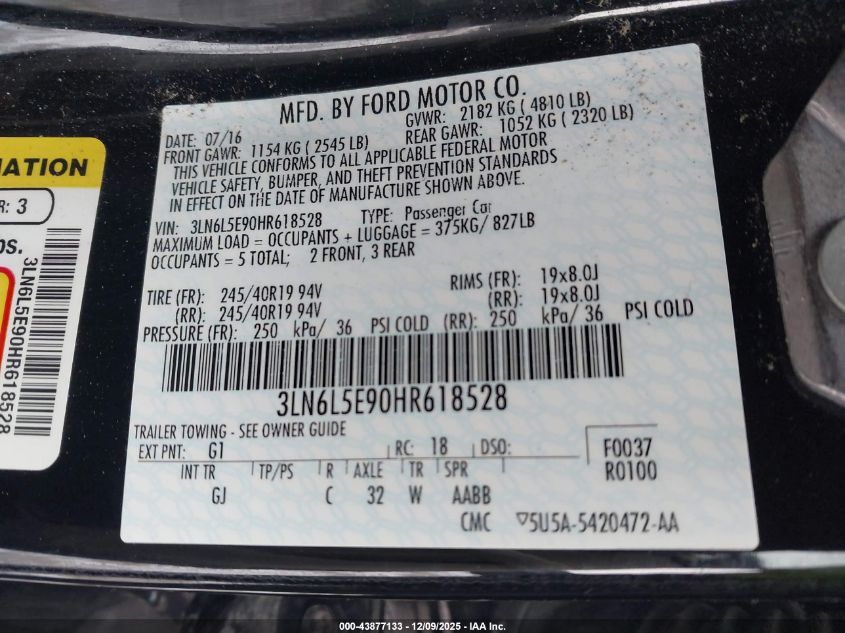 MFD. BY FORD MOTOR CO.
DATE: 07/16
GVWR: 2182 KG ( 4810 LB)
FRONT GAWR: 1154 KG ( 2545 LB)
REAR GAWR: 1052 KG ( 2320 LB)
THIS VEHICLE CONFORMS TO ALL APPLICABLE FEDERAL MOTOR
VEHICLE SAFETY, BUMPER, AND THEFT PREVENTION STANDARDS
IN EFFECT ON THE DATE OF MANUFACTURE SHOWN ABOVE.
VIN: 3LN6L5E90HR618528 TYPE: Passenger Car
MAXIMUM LOAD = OCCUPANTS + LUGGAGE = 375KG/ 827LB
OCCUPANTS = 5 TOTAL; 2 FRONT, 3 REAR
TIRE (FR): 245/40R19 94V RIMS (FR): 19x8.0J
(RR): 245/40R19 94V (RR): 19x8.0J
PRESSURE (FR): 250 kPa/ 36 PSI COLD (RR): 250 kPa/ 36 PSI COLD
3LN6L5E90HR618528
TRAILER TOWING - SEE OWNER GUIDE
EXT PNT: G1 RC: 18 DSO: F0037
R0100
INT TR TP/PS R AXLE TR SPR
GJ C 32 W AABB
CMC ▽5U5A-5420472-AA
MATION
R: 3
bs.
3LN6L5E90HR618528
000-43877133 - 12/09/2025 - IAA Inc.